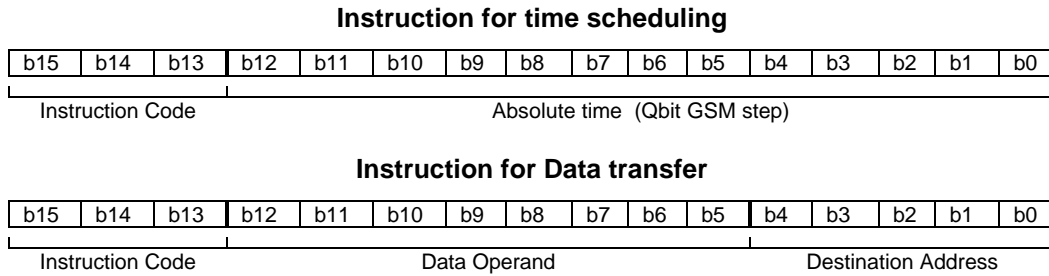 Instruction for time scheduling
b15 b14 b13 b12 b11 b10 b9 b8 b7 b6 b5 b4 b3 b2 b1 b0
Instruction Code Absolute time (Qbit GSM step)
Instruction for Data transfer
b15 b14 b13 b12 b11 b10 b9 b8 b7 b6 b5 b4 b3 b2 b1 b0
Instruction Code Data Operand Destination Address